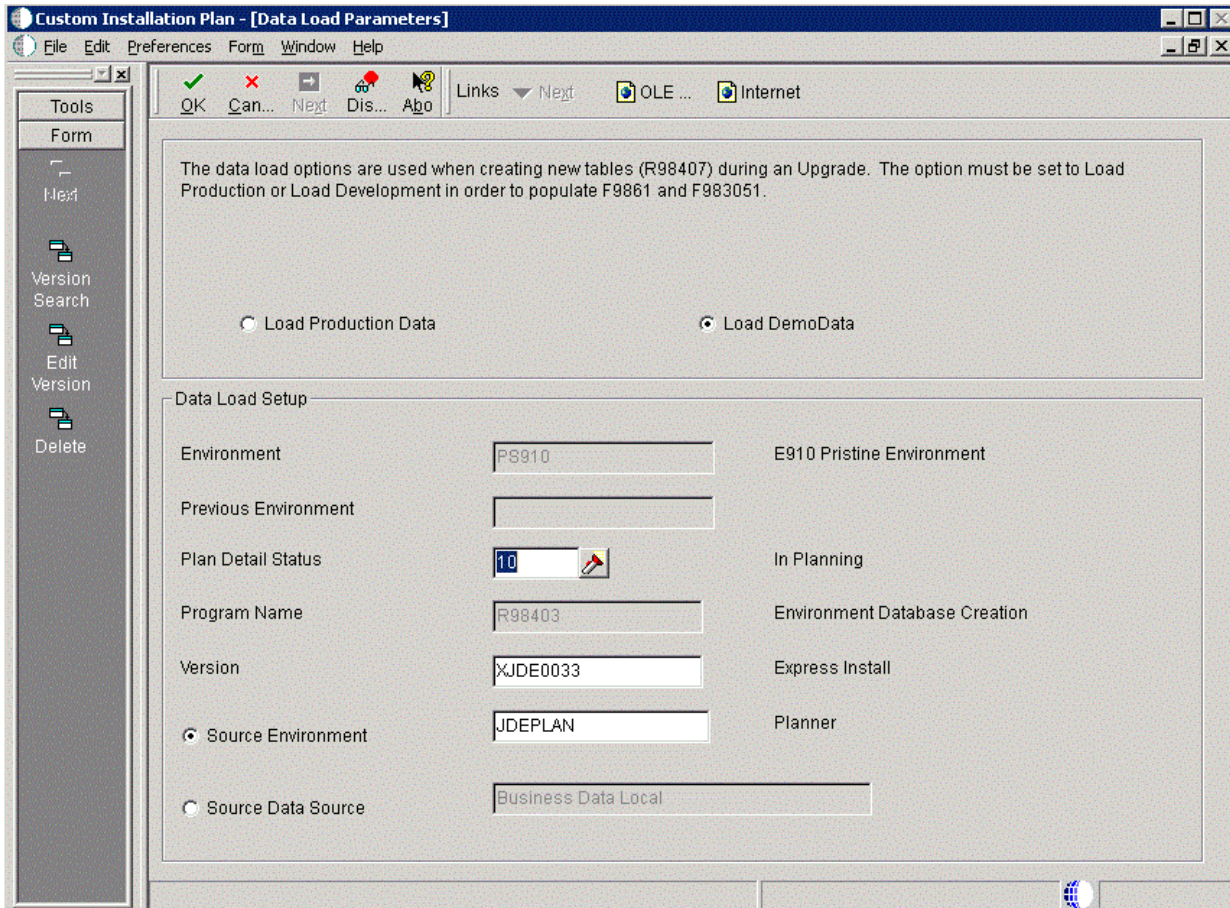 Custom Installation Plan - [Data Load Parameters]
File Edit Preferences Form Window Help
Tools
Form
Next
Version Search
Edit Version
Delete
OK Can... Next Dis... Abo Links Next OLE ... Internet
The data load options are used when creating new tables (R98407) during an Upgrade. The option must be set to Load
Production or Load Development in order to populate F9861 and F983051.
Load Production Data Load DemoData
Data Load Setup
Environment PS910 E910 Pristine Environment
Previous Environment
Plan Detail Status 10 In Planning
Program Name R98403 Environment Database Creation
Version XJDE0033 Express Install
Source Environment JDEPLAN Planner
Source Data Source Business Data Local